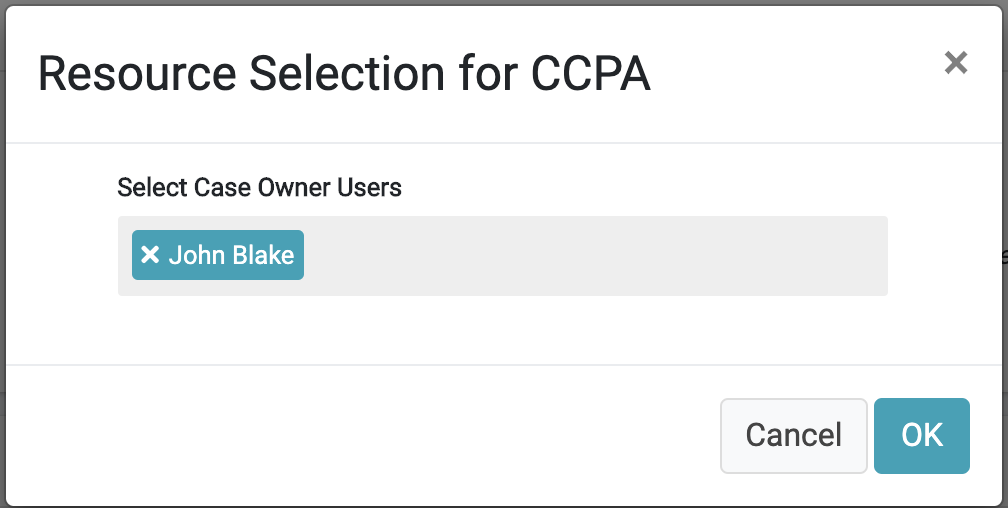 Resource Selection for CCPA
×
Select Case Owner Users
× John Blake
Cancel
OK